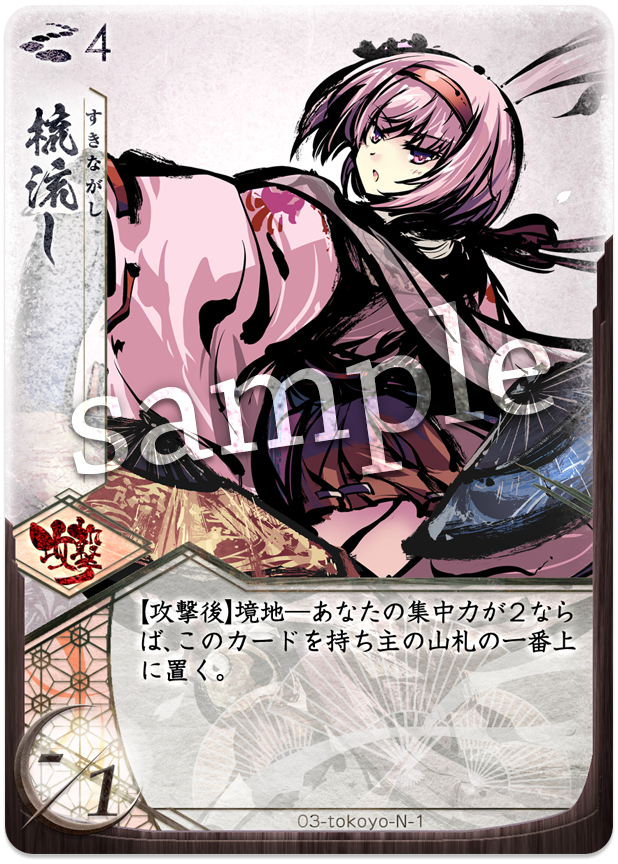 4
梳流し
すきながし
sample
攻撃
【攻撃後】境地―あなたの集中力が２なら
ば、このカードを持ち主の山札の一番上
に置く。
-/1
03-tokoyo-N-1